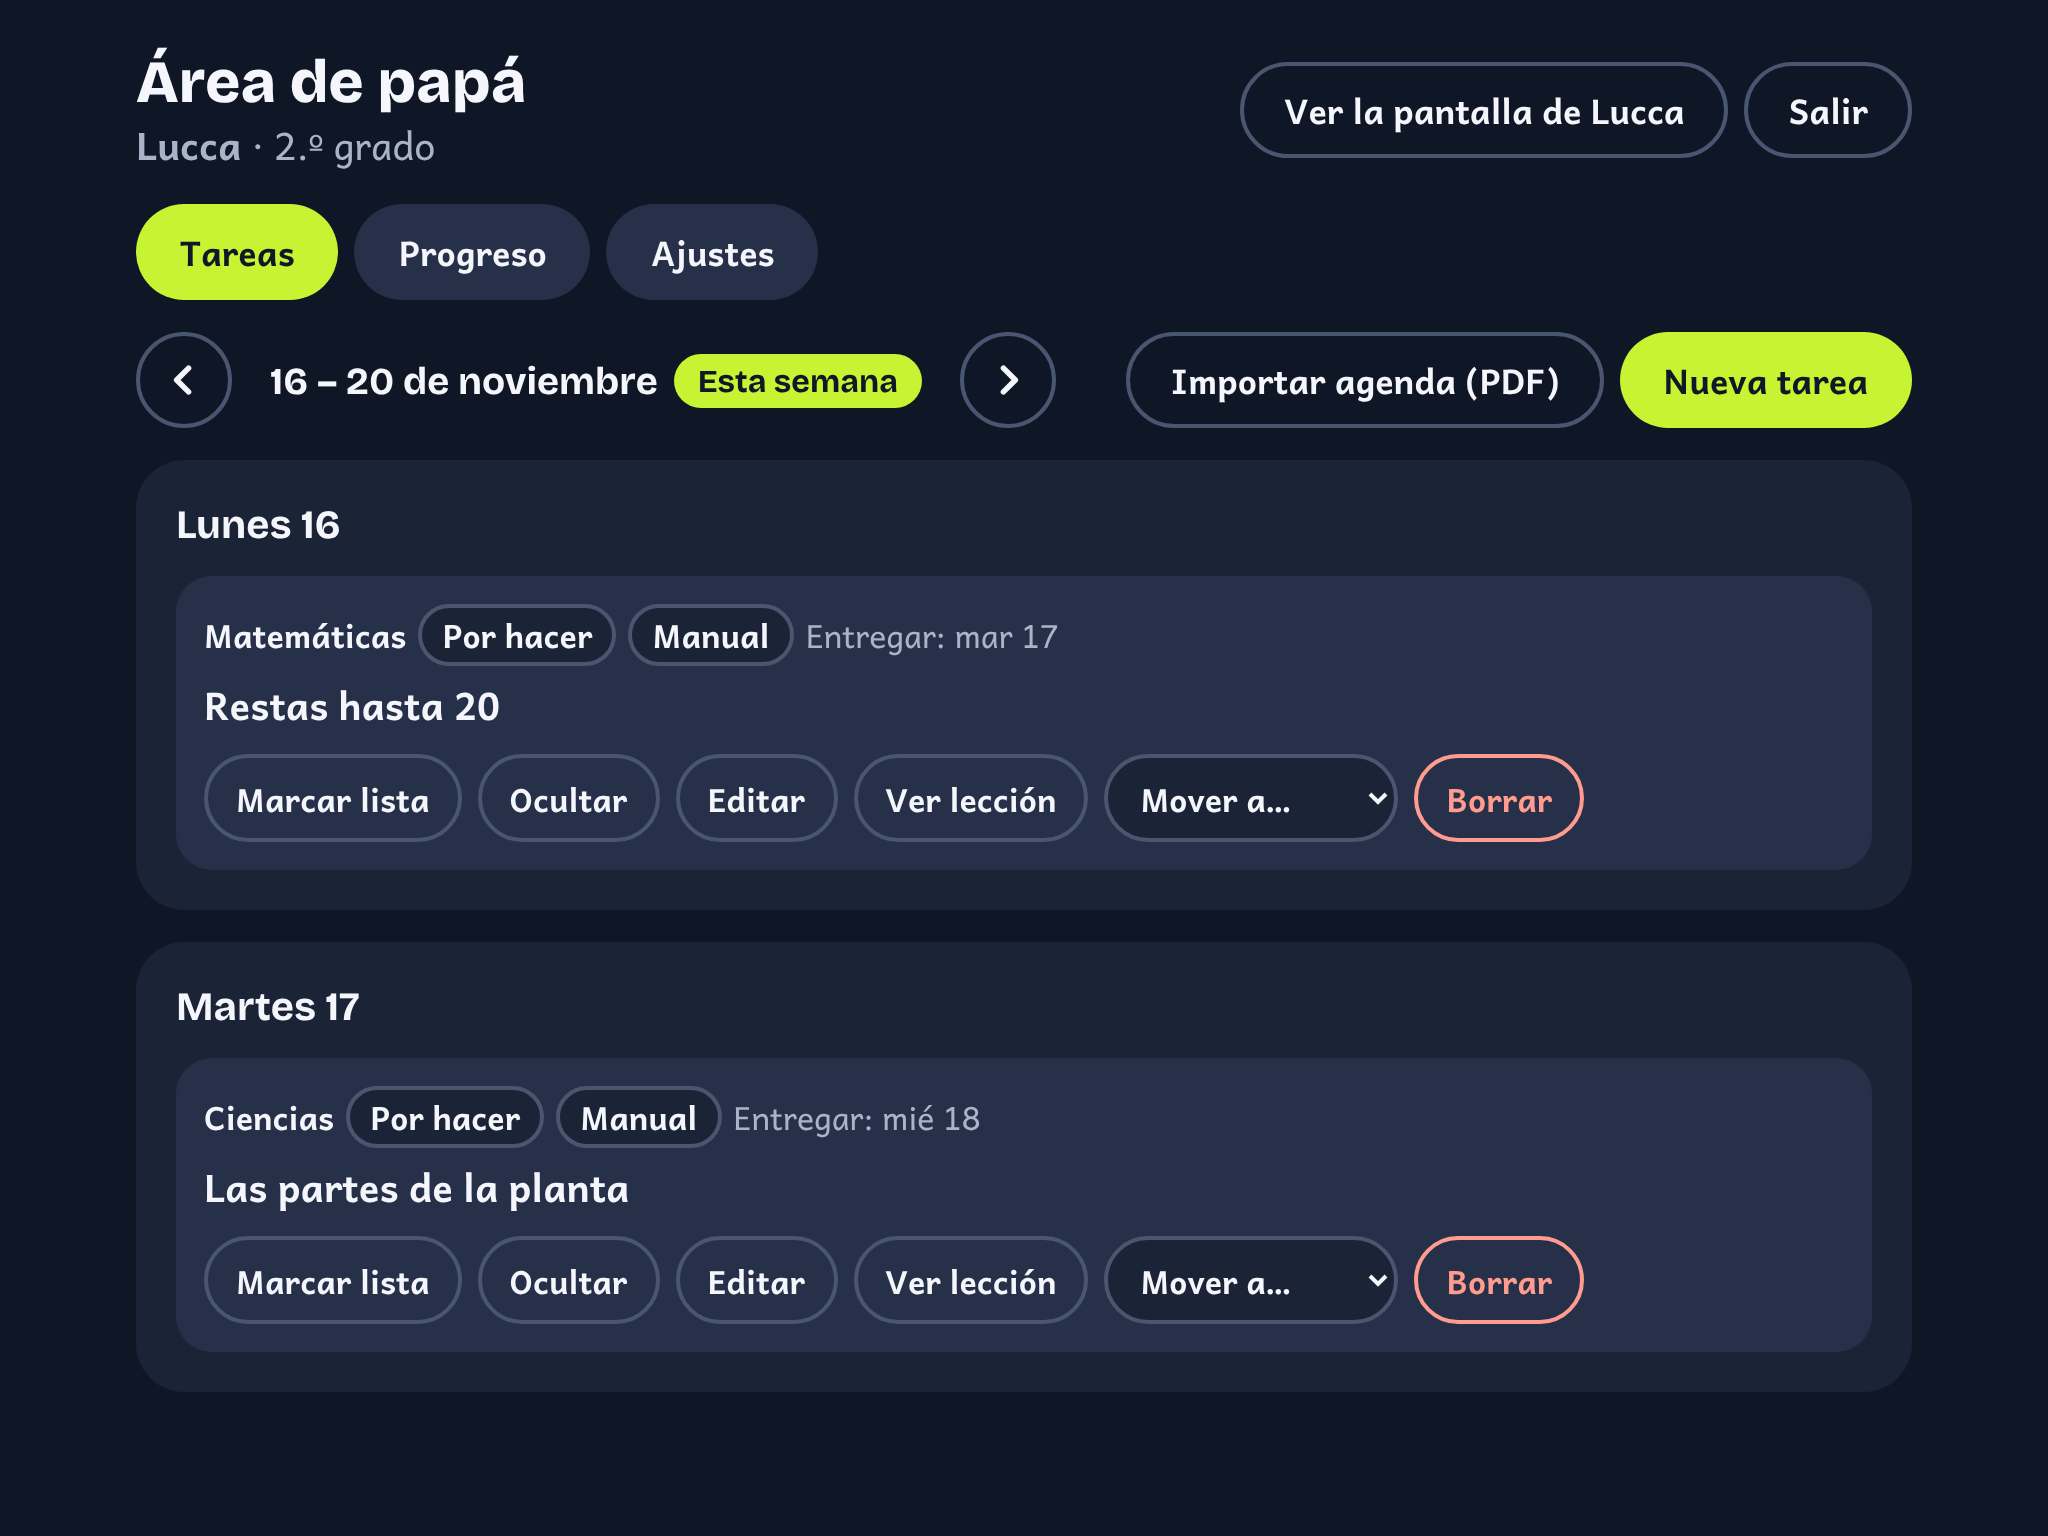 Área de papá
Lucca · 2.º grado
Ver la pantalla de Lucca
Salir
Tareas
Progreso
Ajustes
16 – 20 de noviembre
Esta semana
Importar agenda (PDF)
Nueva tarea
Lunes 16
Matemáticas
Por hacer
Manual
Entregar: mar 17
Restas hasta 20
Marcar lista
Ocultar
Editar
Ver lección
Mover a...
Borrar
Martes 17
Ciencias
Por hacer
Manual
Entregar: mié 18
Las partes de la planta
Marcar lista
Ocultar
Editar
Ver lección
Mover a...
Borrar